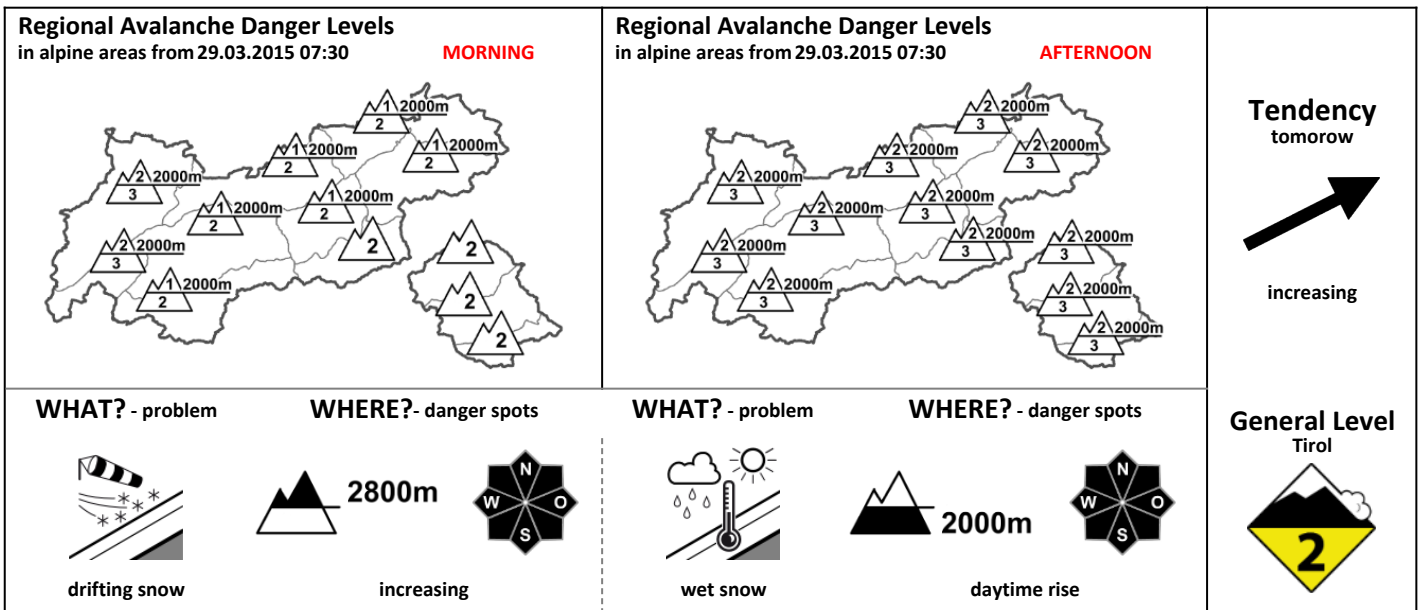 Regional Avalanche Danger Levels
in alpine areas from 29.03.2015 07:30 MORNING
1 2000m
2
1 2000m
2
1 2000m
2
2 2000m
3
1 2000m
2
1 2000m
2
2 2000m
3
2
2
1 2000m
2
2
2
Regional Avalanche Danger Levels
in alpine areas from 29.03.2015 07:30 AFTERNOON
2 2000m
3
2 2000m
3
2 2000m
3
2 2000m
3
2 2000m
3
2 2000m
3
2 2000m
3
2 2000m
3
2 2000m
3
2 2000m
3
2 2000m
3
2 2000m
3
Tendency
tomorow
increasing
WHAT? - problem
drifting snow
WHERE? - danger spots
2800m
N
W O
S
increasing
WHAT? - problem
wet snow
WHERE? - danger spots
2000m
N
W O
S
daytime rise
General Level
Tirol
2